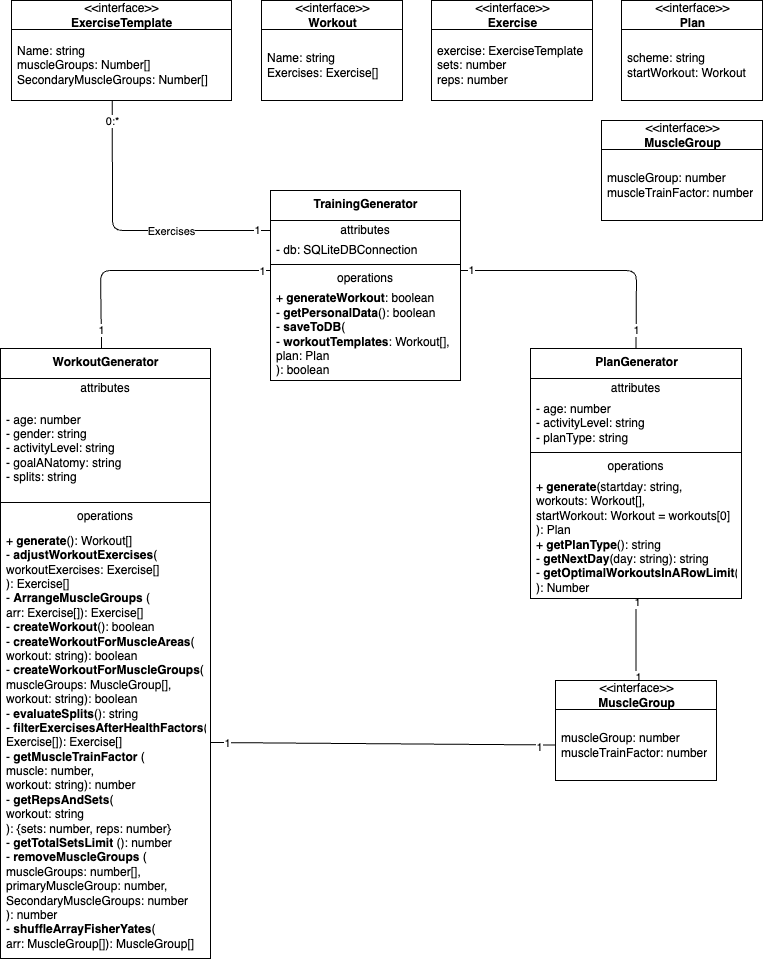 <<interface>>
ExerciseTemplate
Name: string
muscleGroups: Number[]
SecondaryMuscleGroups: Number[]
<<interface>>
Workout
Name: string
Exercises: Exercise[]
<<interface>>
Exercise
exercise: ExerciseTemplate
sets: number
reps: number
<<interface>>
Plan
scheme: string
startWorkout: Workout
<<interface>>
MuscleGroup
muscleGroup: number
muscleTrainFactor: number
0:*
Exercises
1
TrainingGenerator
attributes
- db: SQLiteDBConnection
operations
+ generateWorkout: boolean
- getPersonalData(): boolean
- saveToDB(
- workoutTemplates: Workout[],
plan: Plan
): boolean
1
1
1
1
WorkoutGenerator
attributes
- age: number
- gender: string
- activityLevel: string
- goalANatomy: string
- splits: string
operations
+ generate(): Workout[]
- adjustWorkoutExercises(
workoutExercises: Exercise[]
): Exercise[]
- ArrangeMuscleGroups (
arr: Exercise[]): Exercise[]
- createWorkout(): boolean
- createWorkoutForMuscleAreas(
workout: string): boolean
- createWorkoutForMuscleGroups(
muscleGroups: MuscleGroup[],
workout: string): boolean
- evaluateSplits(): string
- filterExercisesAfterHealthFactors(
Exercise[]): Exercise[]
- getMuscleTrainFactor (
muscle: number,
workout: string): number
- getRepsAndSets(
workout: string
): {sets: number, reps: number}
- getTotalSetsLimit (): number
- removeMuscleGroups (
muscleGroups: number[],
primaryMuscleGroup: number,
SecondaryMuscleGroups: number
): number
- shuffleArrayFisherYates(
arr: MuscleGroup[]): MuscleGroup[]
PlanGenerator
attributes
- age: number
- activityLevel: string
- planType: string
operations
+ generate(startday: string,
workouts: Workout[],
startWorkout: Workout = workouts[0]
): Plan
+ getPlanType(): string
- getNextDay(day: string): string
- getOptimalWorkoutsInARowLimit(
): Number
1
1
<<interface>>
MuscleGroup
muscleGroup: number
muscleTrainFactor: number
1
1